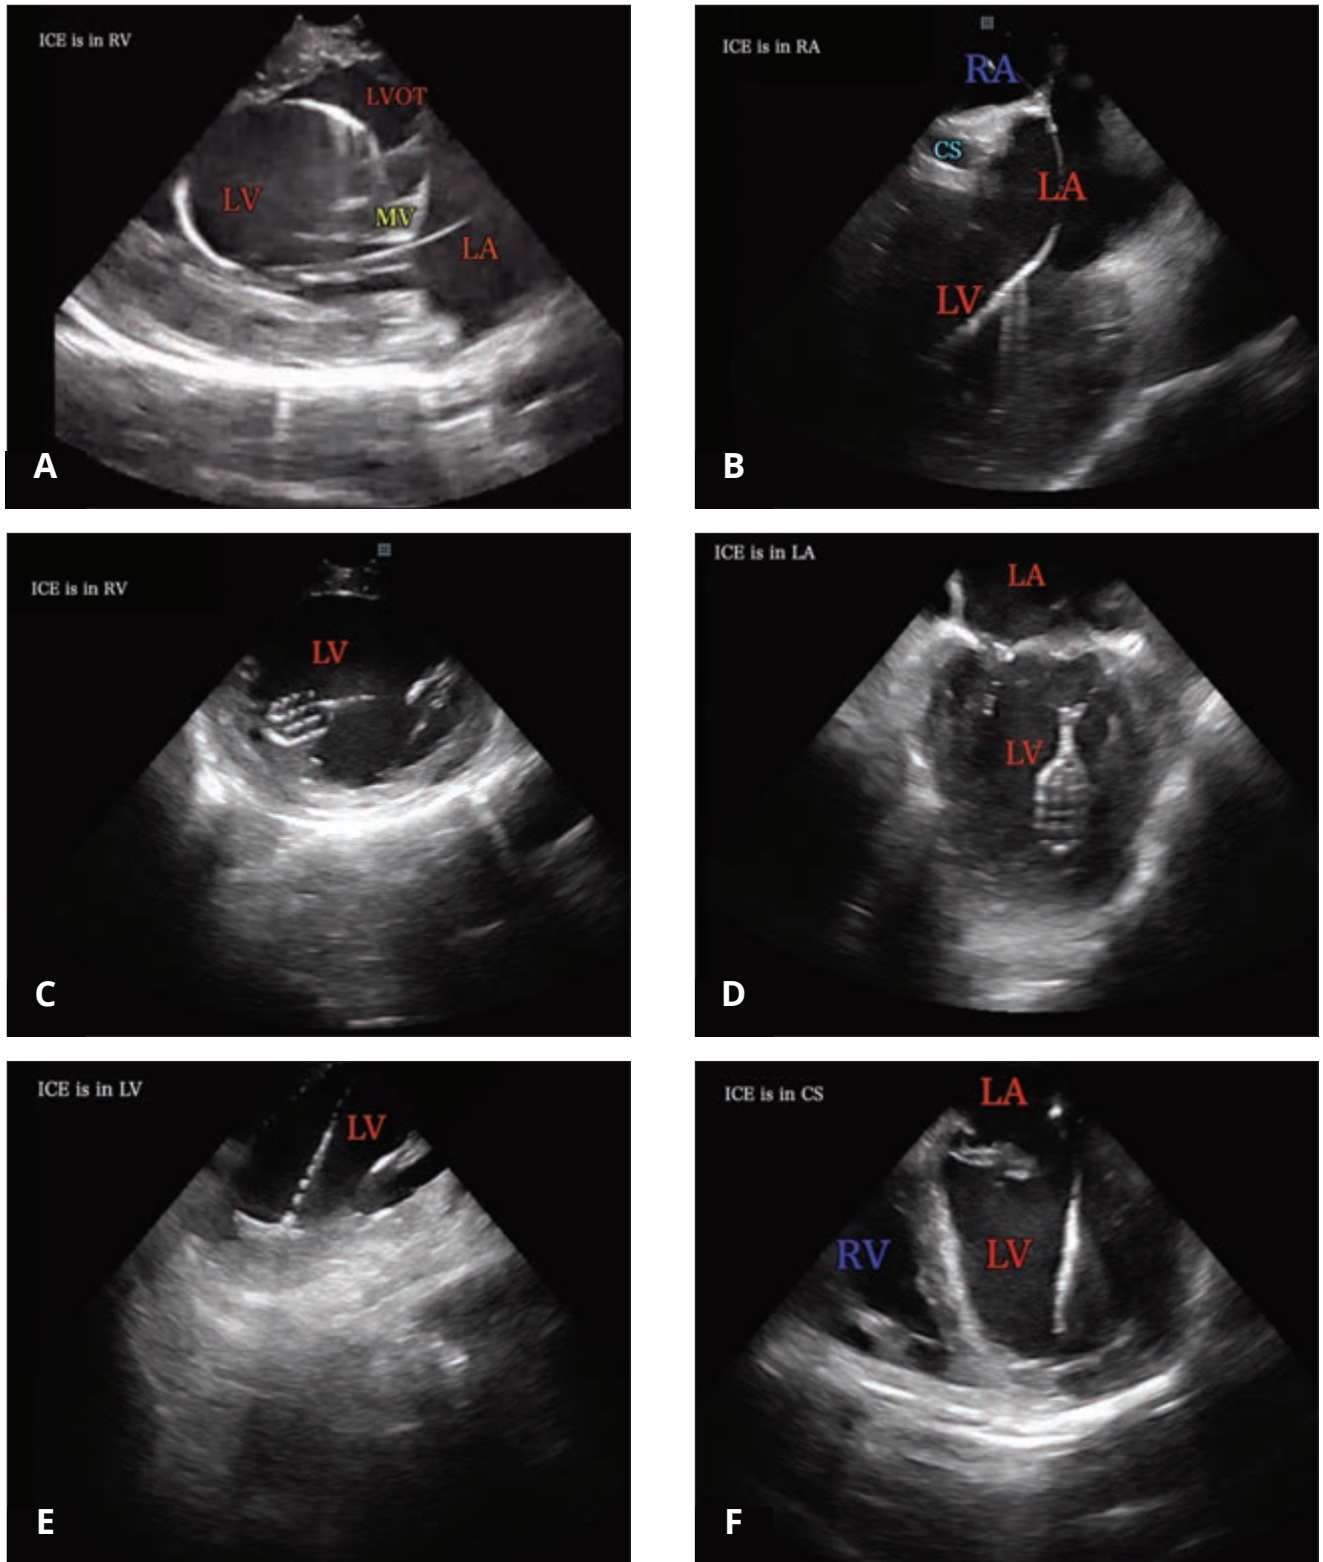 ICE is in RV
LVOT
LV
MV
LA
A
ICE is in RA
RA
CS
LA
LV
B
ICE is in RV
LV
C
ICE is in LA
LA
LV
D
ICE is in LV
LV
E
ICE is in CS
LA
RV
LV
F